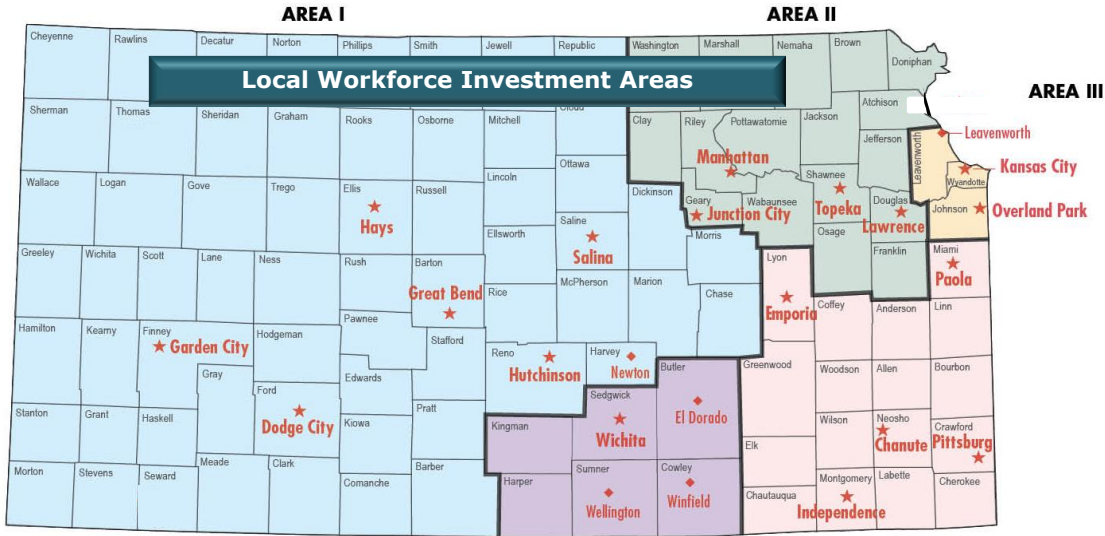 AREA I
AREA II
Cheyenne
Rawlins
Decatur
Norton
Phillips
Smith
Jewell
Republic
Washington
Marshall
Nemaha
Brown
Doniphan
Local Workforce Investment Areas
AREA III
Sherman
Thomas
Sheridan
Graham
Rooks
Osborne
Mitchell
Cloud
Clay
Riley
Pottawatomie
Jackson
Atchison
Jefferson
Leavenworth
Leavenworth
Ottawa
Manhattan
Kansas City
Wallace
Logan
Gove
Trego
Ellis
Russell
Lincoln
Dickinson
Geary
Wabaunsee
Shawnee
Douglas
Wyandotte
Johnson
Overland Park
Hays
Junction City
Topeka
Lawrence
Saline
Salina
Ellsworth
Morris
Osage
Franklin
Miami
Paola
Greeley
Wichita
Scott
Lane
Ness
Rush
Barton
Great Bend
Rice
McPherson
Marion
Chase
Lyon
Emporia
Coffey
Anderson
Linn
Hamilton
Kearny
Finney
Garden City
Hodgeman
Pawnee
Stafford
Reno
Hutchinson
Harvey
Newton
Butler
El Dorado
Greenwood
Woodson
Allen
Bourbon
Gray
Ford
Dodge City
Edwards
Sedgwick
Wichita
Stanton
Grant
Haskell
Kiowa
Pratt
Kingman
Elk
Wilson
Neosho
Chanute
Crawford
Pittsburg
Morton
Stevens
Seward
Meade
Clark
Comanche
Barber
Harper
Sumner
Wellington
Cowley
Winfield
Chautauqua
Montgomery
Independence
Labette
Cherokee